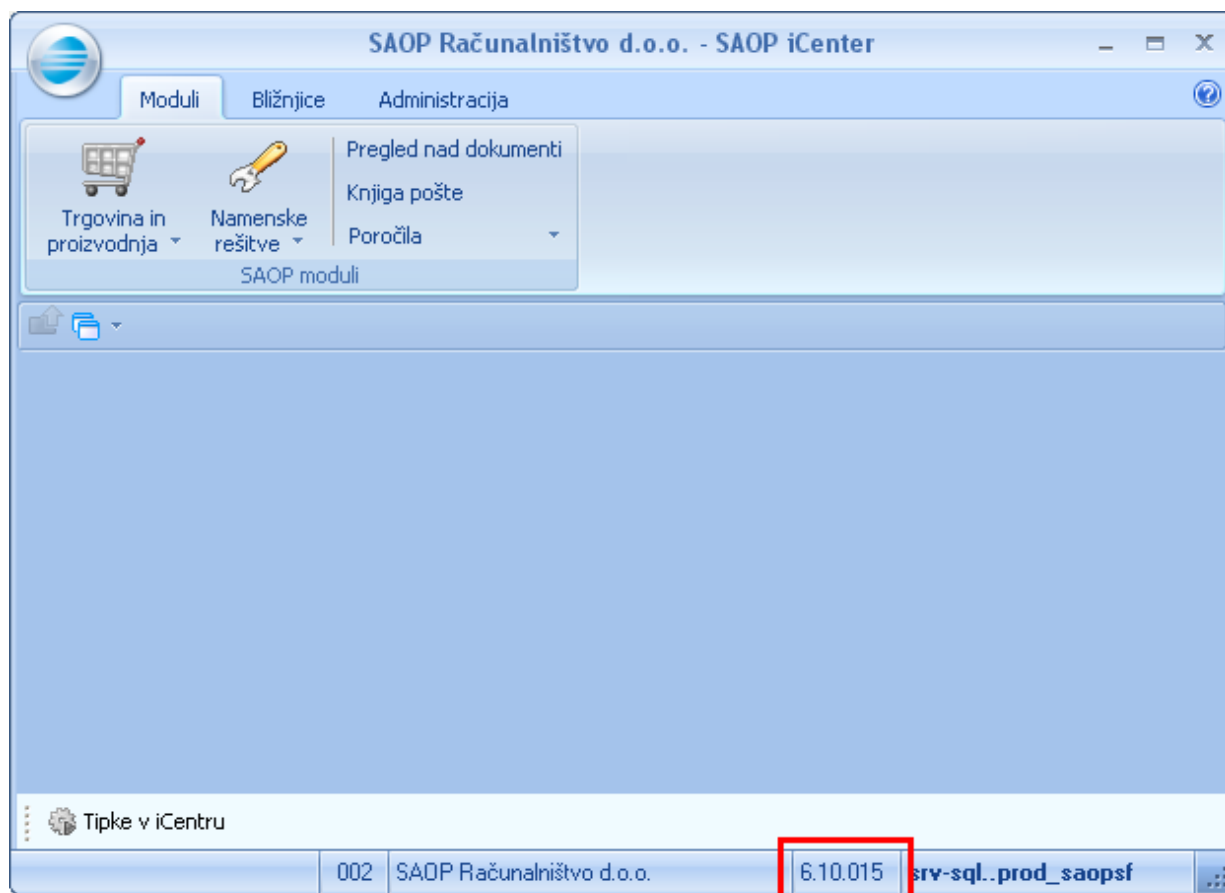 SAOP Računalništvo d.o.o. - SAOP iCenter
Moduli Bližnjice Administracija
Trgovina in
proizvodnja
Namenske
rešitve
Pregled nad dokumenti
Knjiga pošte
Poročila
SAOP moduli
Tipke v iCentru
002 SAOP Računalništvo d.o.o. 6.10.015 srv-sql..prod_saopsf